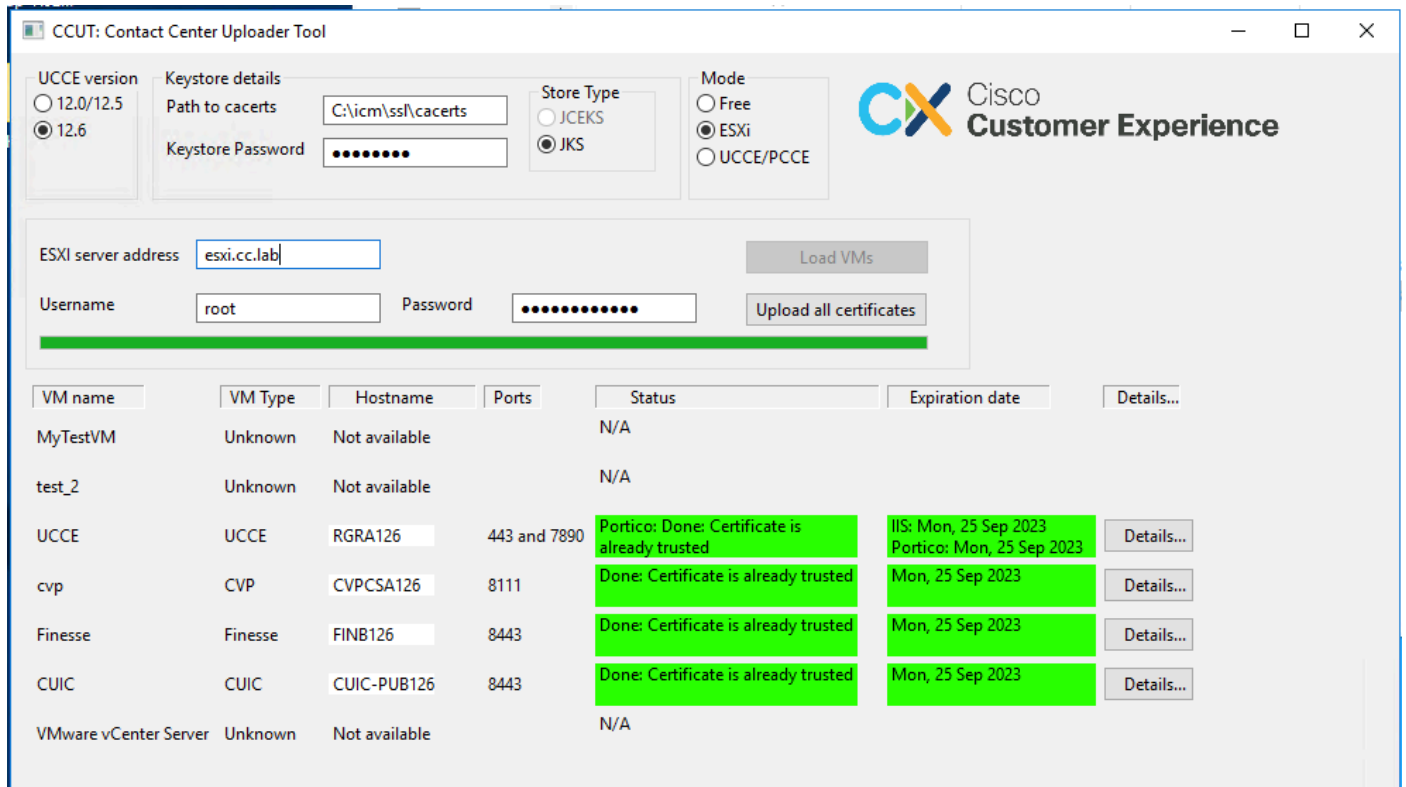 CCUT: Contact Center Uploader Tool
UCCE version
12.0/12.5
12.6
Keystore details
Path to cacerts
C:\icm\ssl\cacerts
Keystore Password
●●●●●●●●
Store Type
JCEKS
JKS
Mode
Free
ESXi
UCCE/PCCE
Cisco
Customer Experience
ESXI server address
esxi.cc.lab
Load VMs
Username
root
Password
●●●●●●●●●●●●
Upload all certificates
VM name VM Type Hostname Ports Status Expiration date Details...
MyTestVM Unknown Not available N/A
test_2 Unknown Not available N/A
UCCE UCCE RGRA126 443 and 7890 Portico: Done: Certificate is IIS: Mon, 25 Sep 2023 Details...
already trusted Portico: Mon, 25 Sep 2023
cvp CVP CVPCSA126 8111 Done: Certificate is already trusted Mon, 25 Sep 2023 Details...
Finesse Finesse FINB126 8443 Done: Certificate is already trusted Mon, 25 Sep 2023 Details...
CUIC CUIC CUIC-PUB126 8443 Done: Certificate is already trusted Mon, 25 Sep 2023 Details...
VMware vCenter Server Unknown Not available N/A